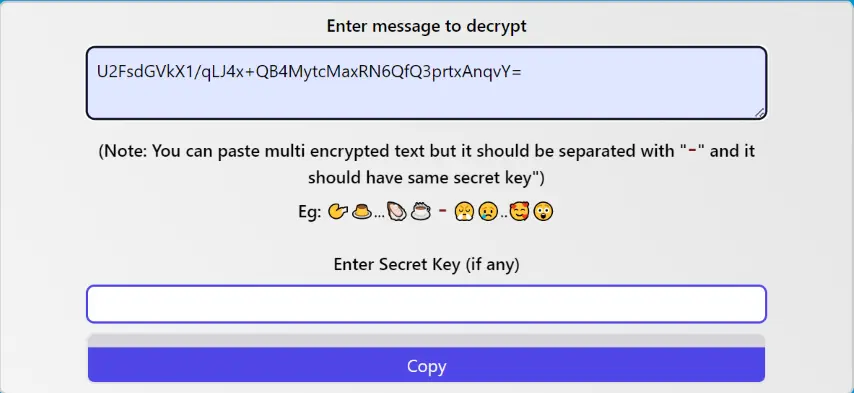 Enter message to decrypt
U2FsdGVkX1/qLJ4x+QB4MytcMaxRN6QfQ3prtxAnqvY=
(Note: You can paste multi encrypted text but it should be separated with "-" and it
should have same secret key")
Eg: 🥠🍮...🦪☕ - 😤😥..🥰😲
Enter Secret Key (if any)
Copy